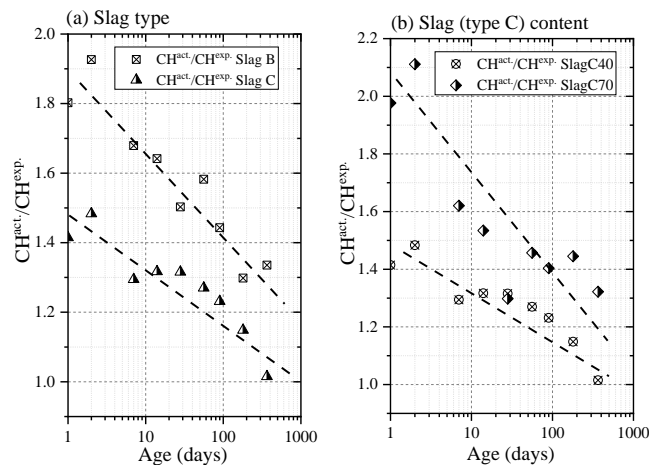 (a) Slag type
CH^act./CH^exp. Slag B
CH^act./CH^exp. Slag C
CH^act./CH^exp.
2.0
1.8
1.6
1.4
1.2
1.0
1 10 100 1000
Age (days)
(b) Slag (type C) content
CH^act./CH^exp. SlagC40
CH^act./CH^exp. SlagC70
CH^act./CH^exp.
2.2
2.0
1.8
1.6
1.4
1.2
1.0
1 10 100 1000
Age (days)